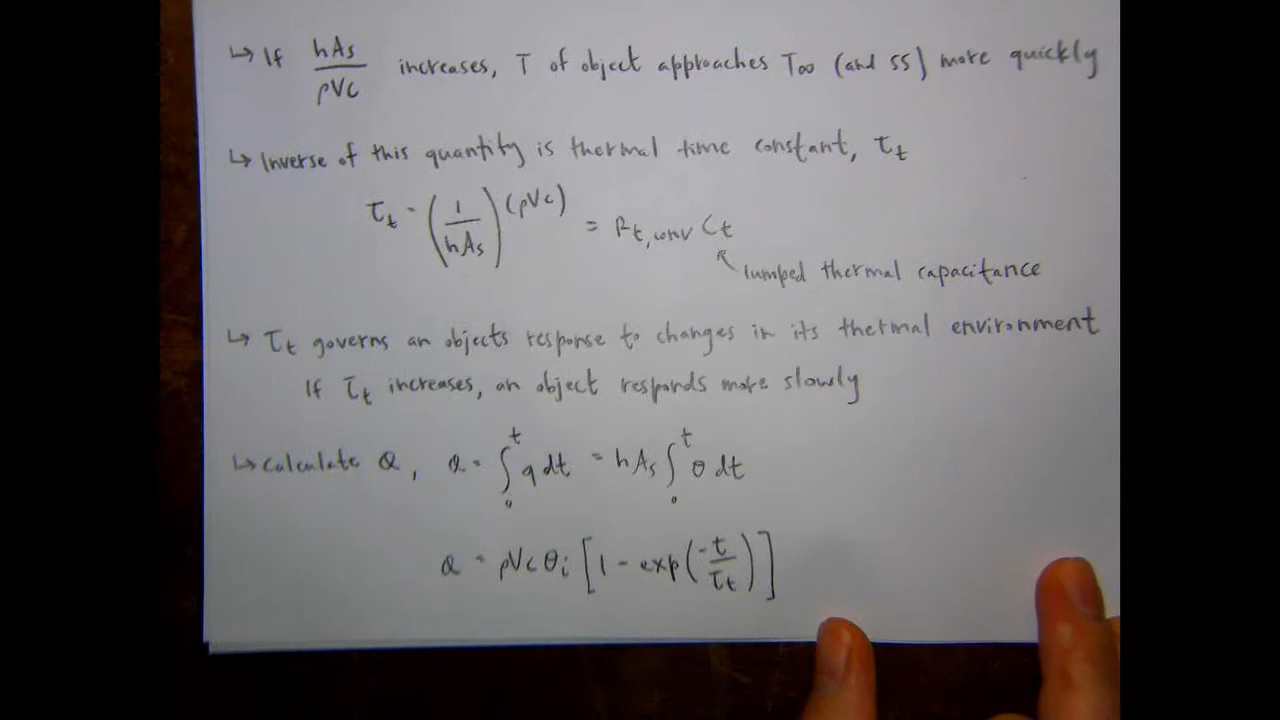 ↳ If hAs/ρVc increases, T of object approaches T∞ (and SS) more quickly
↳ Inverse of this quantity is thermal time constant, τt
τt = (1/hAs)(ρVc) = Rt,conv Ct
lumped thermal capacitance
↳ τt governs an objects response to changes in its thermal environment
If τt increases, an object responds more slowly
↳ Calculate Q, Q = ∫₀ᵗ q dt = hAs ∫₀ᵗ θ dt
Q = ρVcθi [1 - exp(-t/τt)]